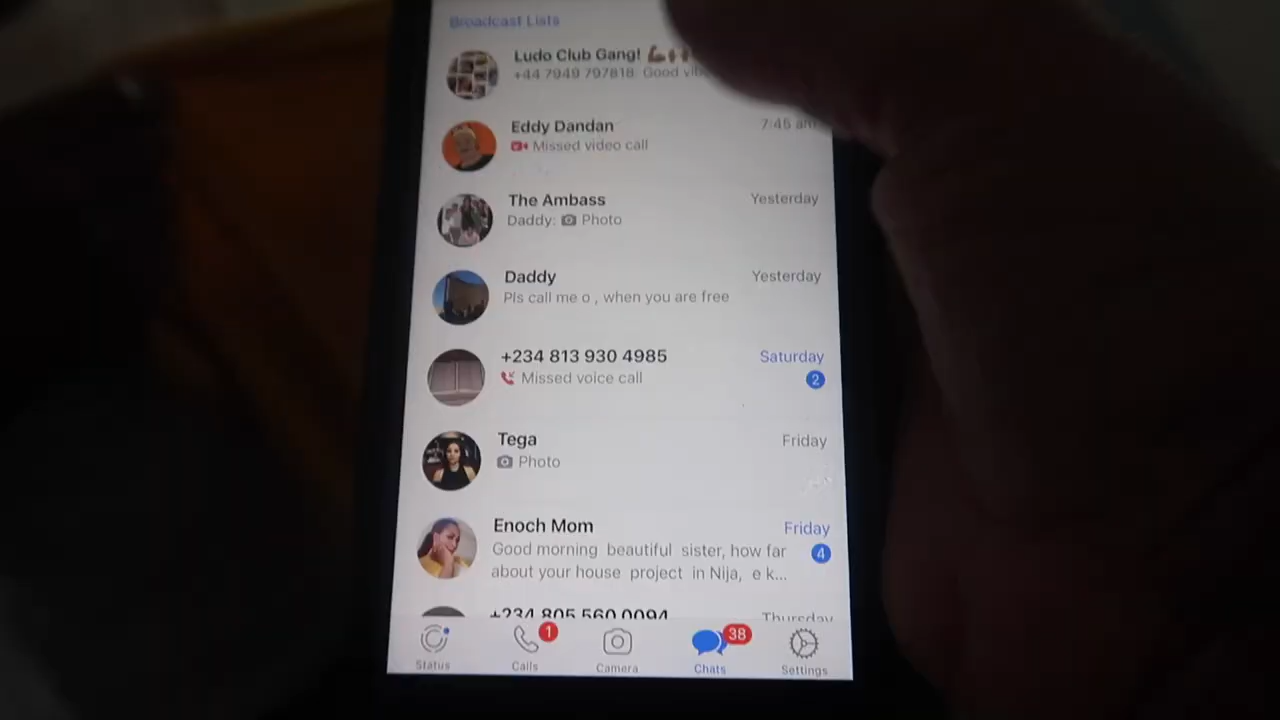 Broadcast Lists
Ludo Club Gang!
+44 7949 797818: Good vib
Eddy Dandan
7:45 am
Missed video call
The Ambass
Yesterday
Daddy: Photo
Daddy
Yesterday
Pls call me o , when you are free
+234 813 930 4985
Saturday
Missed voice call
2
Tega
Friday
Photo
Enoch Mom
Friday
Good morning beautiful sister, how far
4
about your house project in Nija, e k...
+234 805 560 0094
Thursday
1
38
Status
Calls
Camera
Chats
Settings